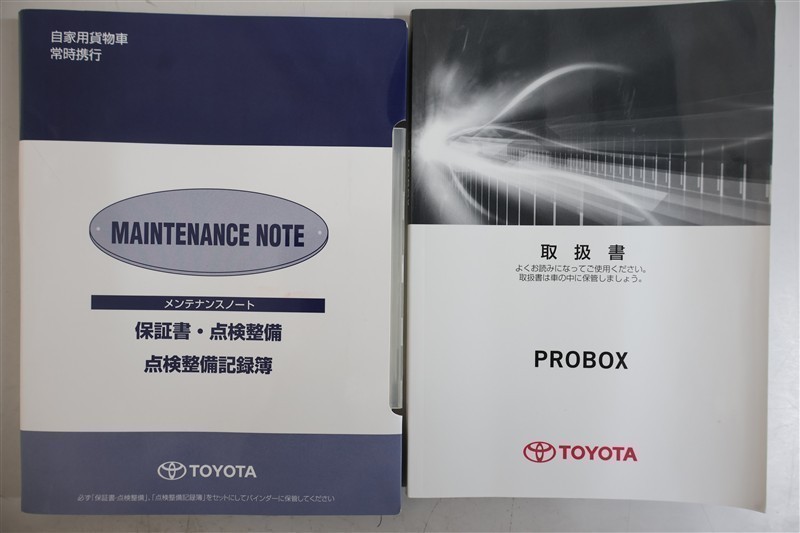 自家用貨物車
常時携行
MAINTENANCE NOTE
メンテナンスノート
保証書・点検整備
点検整備記録簿
TOYOTA
必ず「保証書・点検整備」、「点検整備記録簿」をセットにしてバインダーに保管してください
取扱書
よくお読みになってご使用ください。
取扱書は車の中に保管しましょう。
PROBOX
TOYOTA